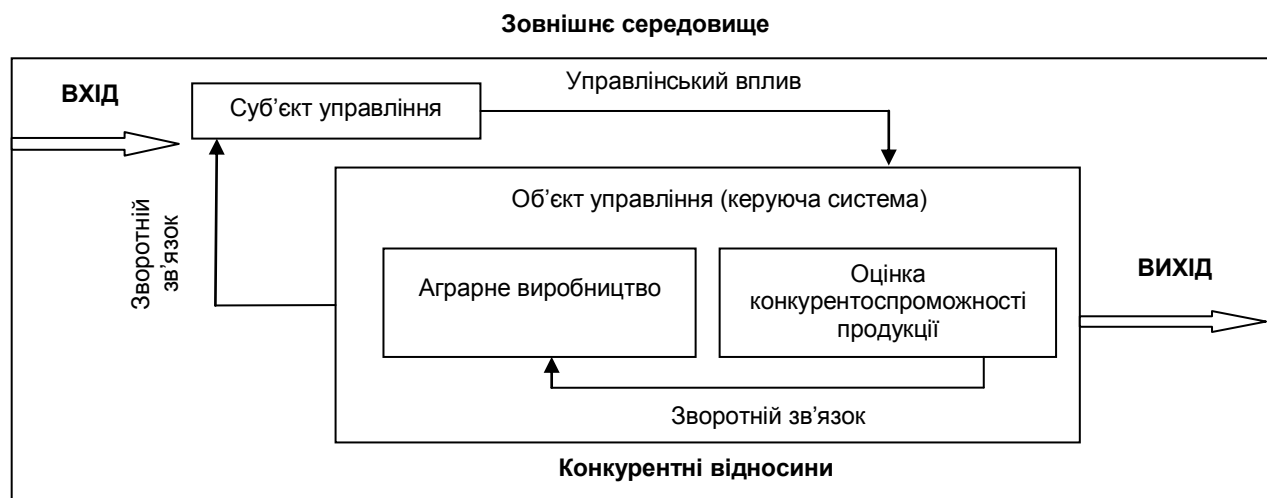 Зовнішнє середовище
ВХІД
Управлінський вплив
Суб’єкт управління
Зворотній
зв’язок
Об’єкт управління (керуюча система)
Аграрне виробництво
Оцінка
конкурентоспроможності
продукції
ВИХІД
Зворотній зв’язок
Конкурентні відносини